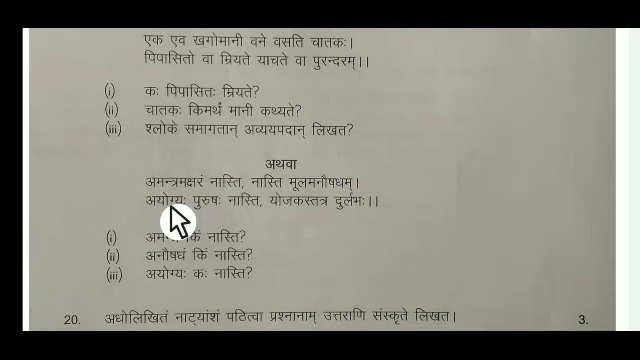 एक एव खगोमानी वने वसति चातकः।
पिपासितो वा म्रियते याचते वा पुरन्दरम्।।
(i) कः पिपासितः म्रियते?
(ii) चातकः किमर्थं मानी कथ्यते?
(iii) श्लोके समागतान् अव्ययपदान् लिखत?
अथवा
अमन्त्रमक्षरं नास्ति, नास्ति मूलमनौषधम्।
अयोग्यः पुरुषः नास्ति, योजकस्तत्र दुर्लभः।।
(i) नास्ति?
(ii) अनौषधं किं नास्ति?
(iii) अयोग्यः कः नास्ति?
20. अधोलिखितं नाट्यांशं पठित्वा प्रश्नानाम् उत्तराणि संस्कृते लिखत। 3.